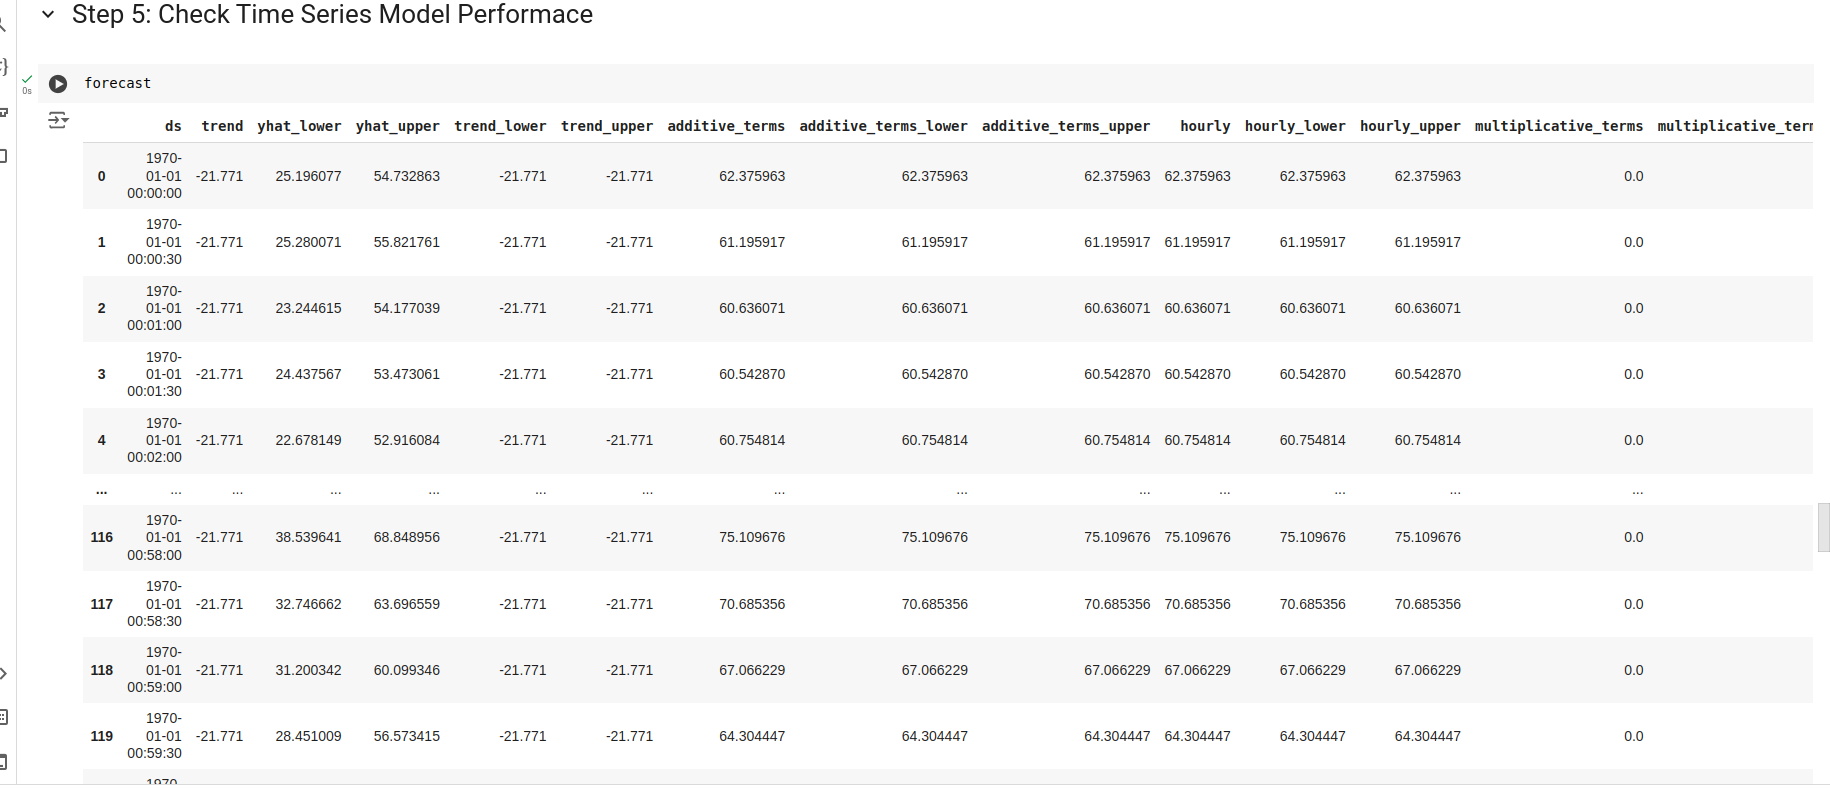 Step 5: Check Time Series Model Performace
0s
forecast
ds trend yhat_lower yhat_upper trend_lower trend_upper additive_terms additive_terms_lower additive_terms_upper hourly hourly_lower hourly_upper multiplicative_terms multiplicative_term
1970-
0 01-01 -21.771 25.196077 54.732863 -21.771 -21.771 62.375963 62.375963 62.375963 62.375963 62.375963 62.375963 0.0
00:00:00
1970-
1 01-01 -21.771 25.280071 55.821761 -21.771 -21.771 61.195917 61.195917 61.195917 61.195917 61.195917 61.195917 0.0
00:00:30
1970-
2 01-01 -21.771 23.244615 54.177039 -21.771 -21.771 60.636071 60.636071 60.636071 60.636071 60.636071 60.636071 0.0
00:01:00
1970-
3 01-01 -21.771 24.437567 53.473061 -21.771 -21.771 60.542870 60.542870 60.542870 60.542870 60.542870 60.542870 0.0
00:01:30
1970-
4 01-01 -21.771 22.678149 52.916084 -21.771 -21.771 60.754814 60.754814 60.754814 60.754814 60.754814 60.754814 0.0
00:02:00
... ... ... ... ... ... ... ... ... ... ... ... ... ...
1970-
116 01-01 -21.771 38.539641 68.848956 -21.771 -21.771 75.109676 75.109676 75.109676 75.109676 75.109676 75.109676 0.0
00:58:00
1970-
117 01-01 -21.771 32.746662 63.696559 -21.771 -21.771 70.685356 70.685356 70.685356 70.685356 70.685356 70.685356 0.0
00:58:30
1970-
118 01-01 -21.771 31.200342 60.099346 -21.771 -21.771 67.066229 67.066229 67.066229 67.066229 67.066229 67.066229 0.0
00:59:00
1970-
119 01-01 -21.771 28.451009 56.573415 -21.771 -21.771 64.304447 64.304447 64.304447 64.304447 64.304447 64.304447 0.0
00:59:30
1970-